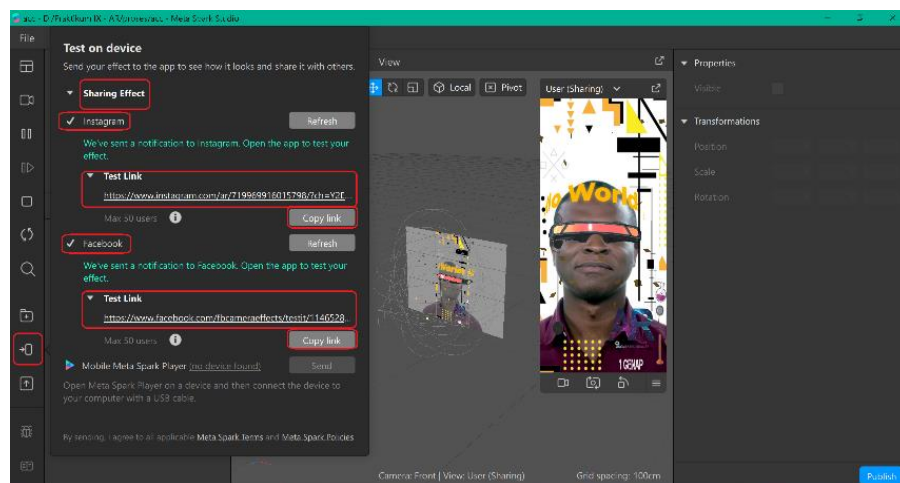 acc - D:/Praktikum IX - AR/proses/acc - Meta Spark Studio
File
Test on device
Send your effect to the app to see how it looks and share it with others.
Sharing Effect
Instagram
Refresh
We've sent a notification to Instagram. Open the app to test your
effect.
Test Link
https://www.instagram.com/ar/719969916015798/?ch=Y2E...
Max 50 users
Copy link
Facebook
Refresh
We've sent a notification to Facebook. Open the app to test your
effect.
Test Link
https://www.facebook.com/fbcameraeffects/testit/1146528...
Max 50 users
Copy link
Mobile Meta Spark Player (no device found)
Send
Open Meta Spark Player on a device and then connect the device to
your computer with a USB cable.
By sending, I agree to all applicable Meta Spark Terms and Meta Spark Policies
View
Local
Pivot
User (Sharing)
lo World
Camera: Front | View: User (Sharing)
Grid spacing: 100cm
Properties
Visible
Transformations
Position
Scale
Rotation
Publish